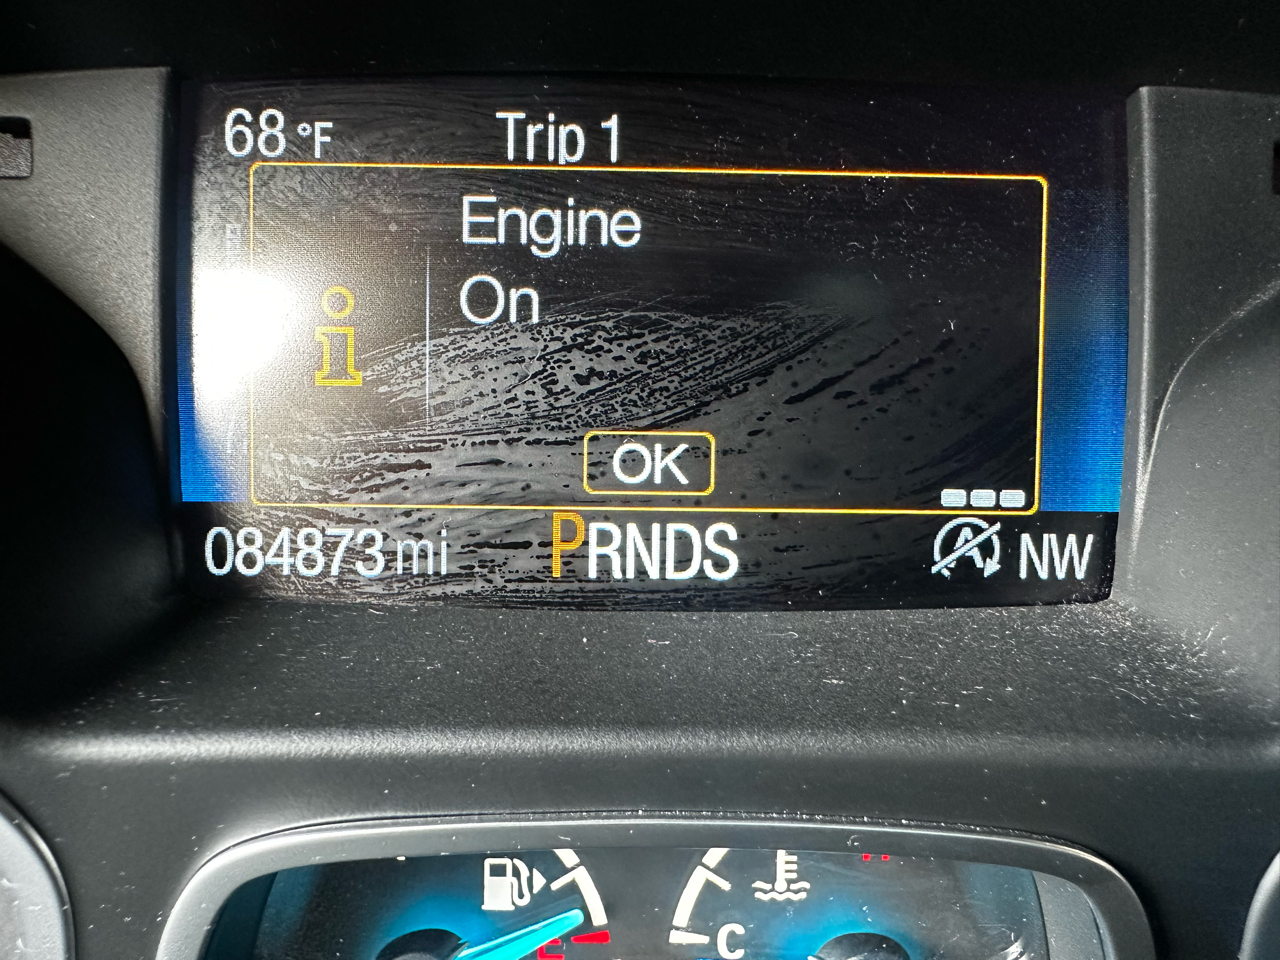 68 °F Trip 1
Engine
On
OK
084873 mi PRNDS NW
E C H